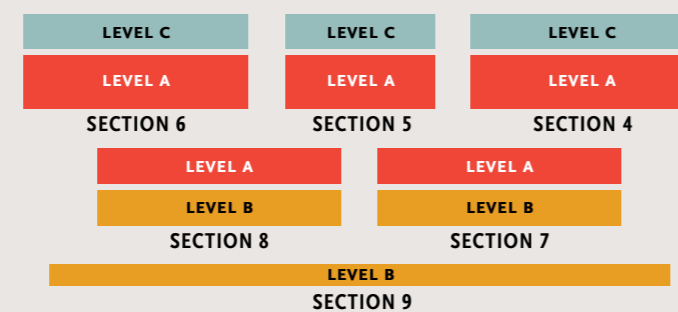 LEVEL C LEVEL C LEVEL C
LEVEL A LEVEL A LEVEL A
SECTION 6 SECTION 5 SECTION 4
LEVEL A LEVEL A
LEVEL B LEVEL B
SECTION 8 SECTION 7
LEVEL B
SECTION 9